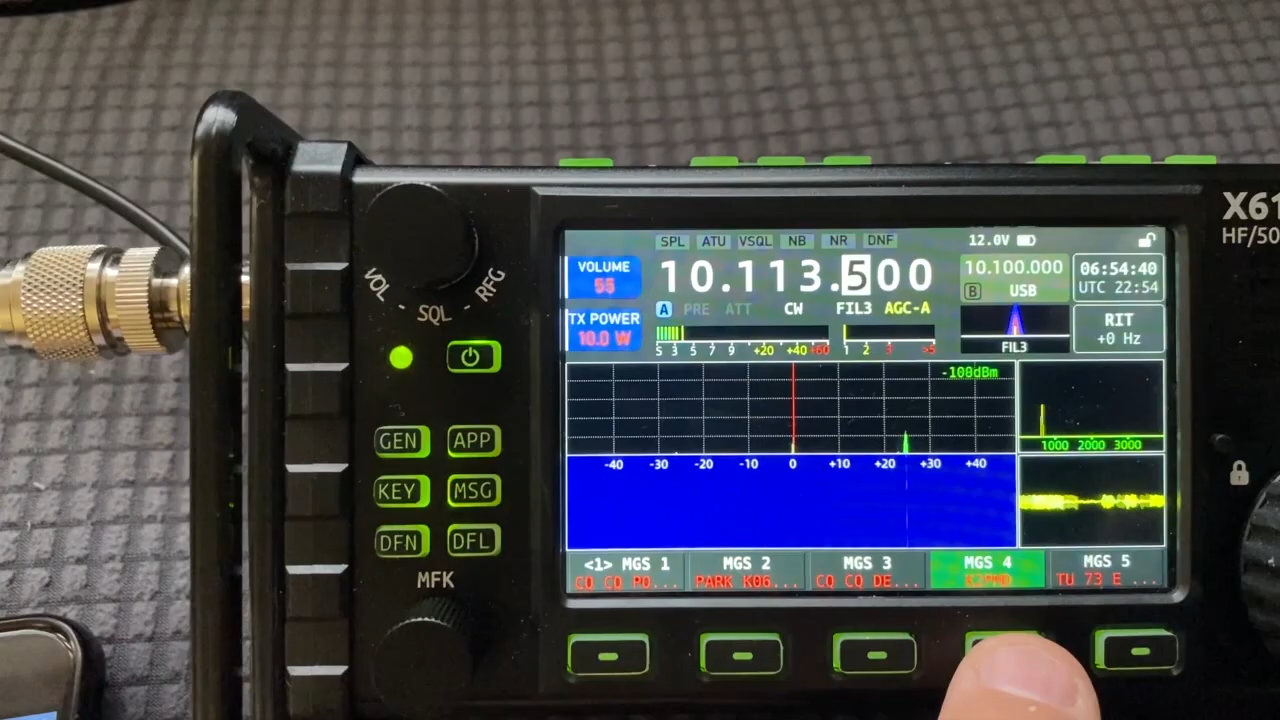 X61
HF/50
SPL ATU VSQL NB NR DNF 12.0V
VOLUME
55
10.113.500
10.100.000
B USB
06:54:40
UTC 22:54
TX POWER
10.0 W
A PRE ATT CW FIL3 AGC-A
S 3 5 7 9 +20 +40 +60
1 2 3 >5
FIL3
RIT
+0 Hz
-100dBm
1000 2000 3000
-40 -30 -20 -10 0 +10 +20 +30 +40
<1> MGS 1 MGS 2 MGS 3 MGS 4 MGS 5
CQ CQ PO... PARK K06... CQ CQ DE... TU 73 E ...
VOL - SQL - RFG
GEN APP
KEY MSG
DFN DFL
MFK